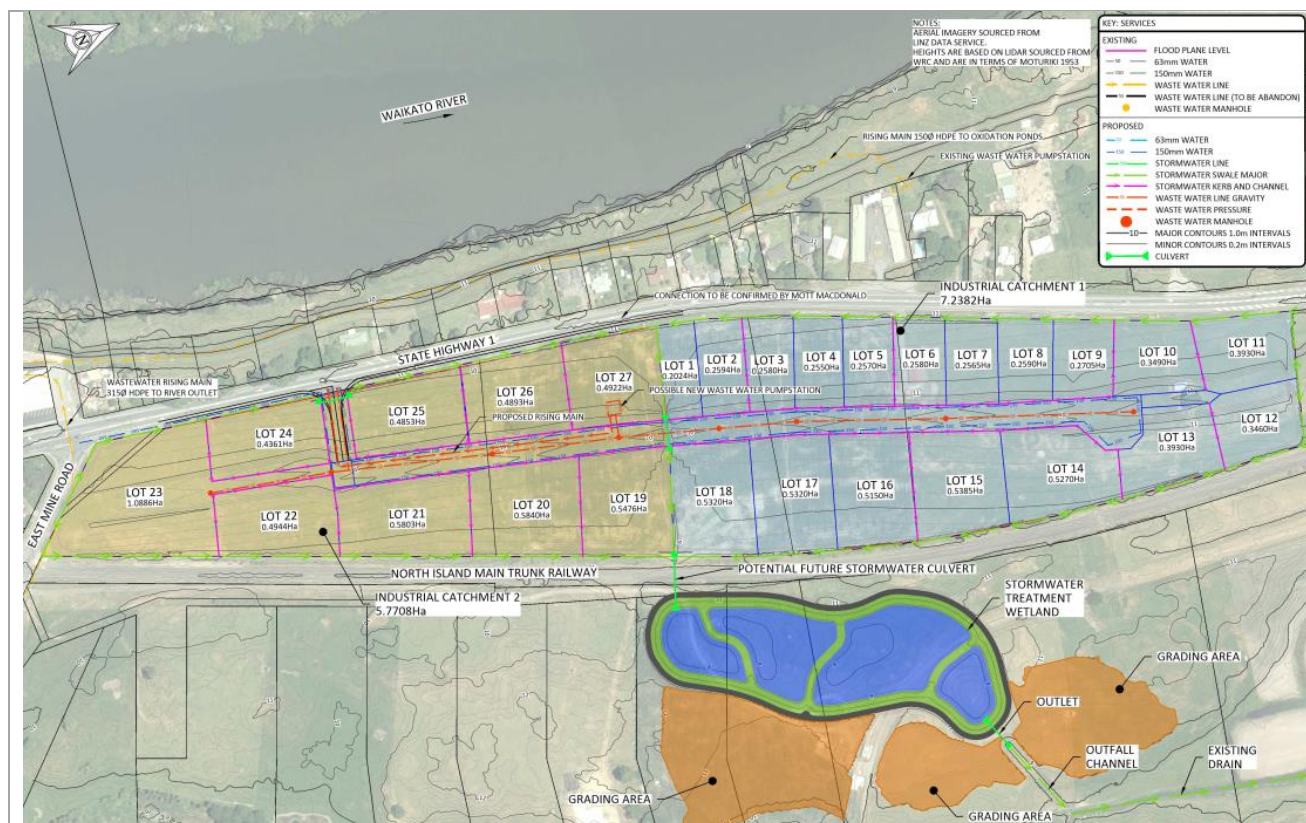 NOTES:
AERIAL IMAGERY SOURCED FROM
LINZ DATA SERVICE.
HEIGHTS ARE BASED ON LIDAR SOURCED FROM
WRC AND ARE IN TERMS OF MOTURIKI 1953
KEY: SERVICES
EXISTING
FLOOD PLANE LEVEL
63mm WATER
150mm WATER
WASTE WATER LINE
WASTE WATER LINE (TO BE ABANDON)
WASTE WATER MANHOLE
PROPOSED
63mm WATER
150mm WATER
STORMWATER LINE
STORMWATER SWALE MAJOR
STORMWATER KERB AND CHANNEL
WASTE WATER LINE GRAVITY
WASTE WATER PRESSURE
WASTE WATER MANHOLE
MAJOR CONTOURS 1.0m INTERVALS
MINOR CONTOURS 0.2m INTERVALS
CULVERT
WAIKATO RIVER
RISING MAIN 150Ø HDPE TO OXIDATION PONDS
EXISTING WASTE WATER PUMPSTATION
CONNECTION TO BE CONFIRMED BY MOTT MACDONALD
INDUSTRIAL CATCHMENT 1
7.2382Ha
STATE HIGHWAY 1
WASTEWATER RISING MAIN
315Ø HDPE TO RIVER OUTLET
POSSIBLE NEW WASTE WATER PUMPSTATION
PROPOSED RISING MAIN
LOT 1
0.2024Ha
LOT 2
0.2594Ha
LOT 3
0.2580Ha
LOT 4
0.2550Ha
LOT 5
0.2570Ha
LOT 6
0.2580Ha
LOT 7
0.2565Ha
LOT 8
0.2590Ha
LOT 9
0.2705Ha
LOT 10
0.3490Ha
LOT 11
0.3930Ha
LOT 12
0.3460Ha
LOT 13
0.3930Ha
LOT 14
0.5270Ha
LOT 15
0.5385Ha
LOT 16
0.5150Ha
LOT 17
0.5320Ha
LOT 18
0.5320Ha
LOT 19
0.5476Ha
LOT 20
0.5840Ha
LOT 21
0.5803Ha
LOT 22
0.4944Ha
LOT 23
1.0886Ha
LOT 24
0.4361Ha
LOT 25
0.4853Ha
LOT 26
0.4893Ha
LOT 27
0.4922Ha
EAST MINE ROAD
NORTH ISLAND MAIN TRUNK RAILWAY
INDUSTRIAL CATCHMENT 2
5.7708Ha
POTENTIAL FUTURE STORMWATER CULVERT
STORMWATER
TREATMENT
WETLAND
GRADING AREA
OUTLET
OUTFALL
CHANNEL
EXISTING
DRAIN
GRADING AREA
GRADING AREA